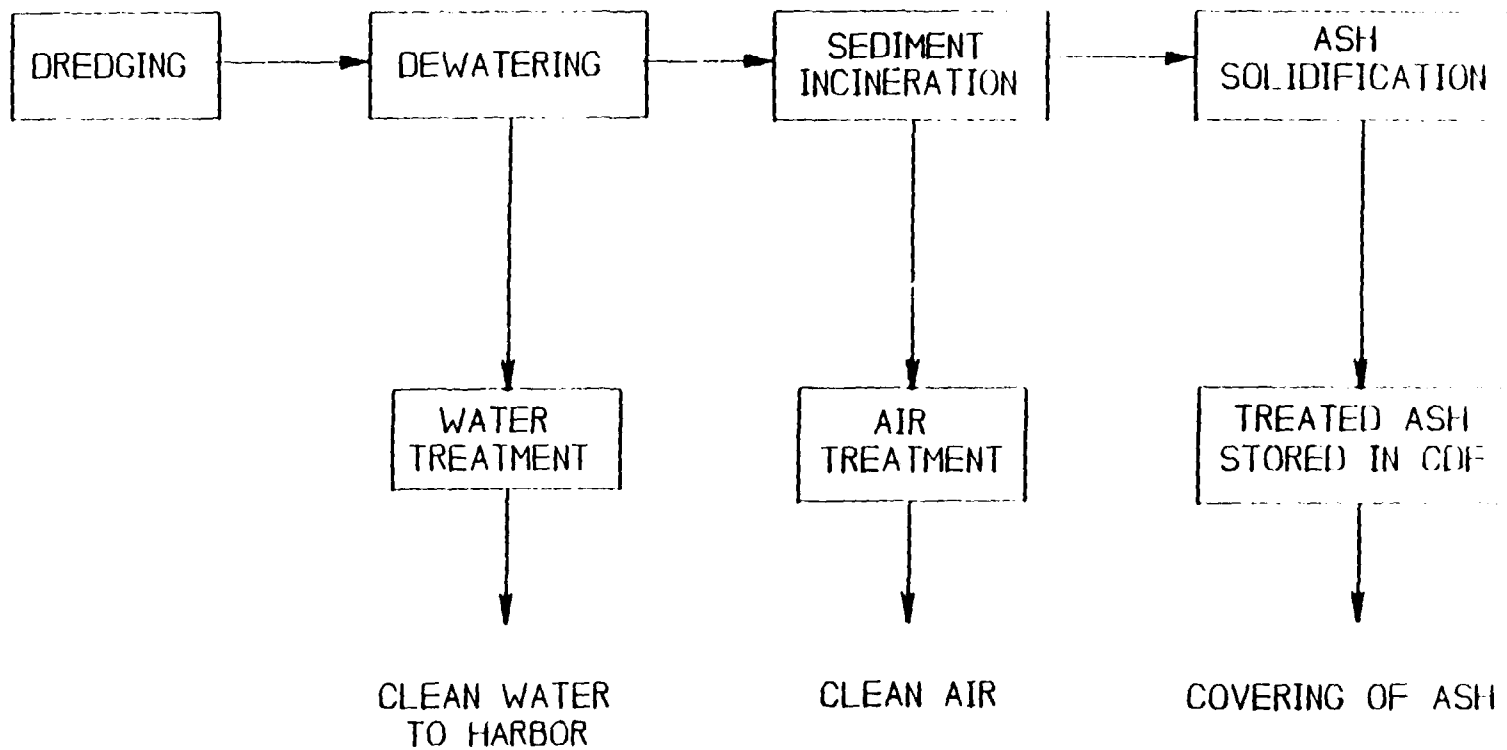 DREDGING
DEWATERING
SEDIMENT
INCINERATION
ASH
SOLIDIFICATION
WATER
TREATMENT
AIR
TREATMENT
TREATED ASH
STORED IN CDF
CLEAN WATER
TO HARBOR
CLEAN AIR
COVERING OF ASH